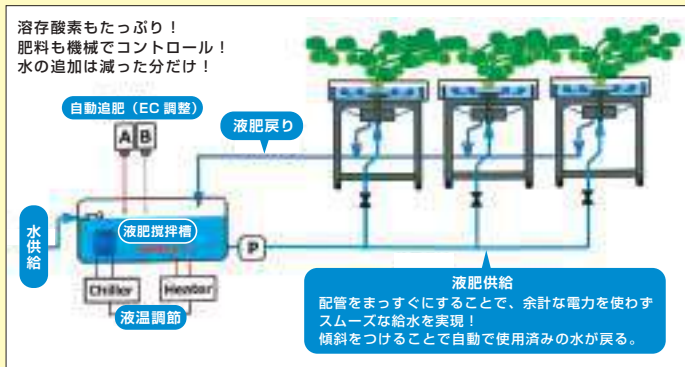 溶存酸素もたっぷり！
肥料も機械でコントロール！
水の追加は減った分だけ！
自動追肥（EC 調整）
A B
液肥戻り
水供給
液肥撹拌槽
P
Chiller
Heater
液温調節
液肥供給
配管をまっすぐにすることで、余計な電力を使わず
スムーズな給水を実現！
傾斜をつけることで自動で使用済みの水が戻る。